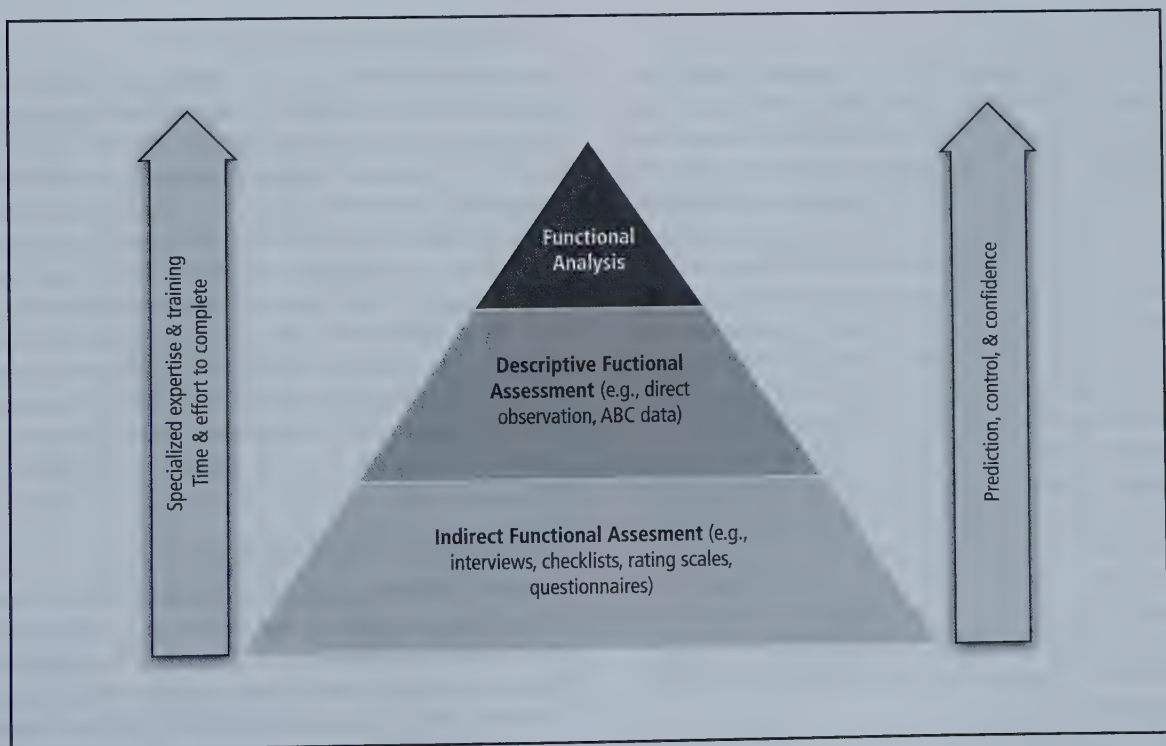 Specialized expertise & training
Time & effort to complete
Functional
Analysis
Descriptive Fuctional
Assessment (e.g., direct
observation, ABC data)
Indirect Functional Assesment (e.g.,
interviews, checklists, rating scales,
questionnaires)
Prediction, control, & confidence